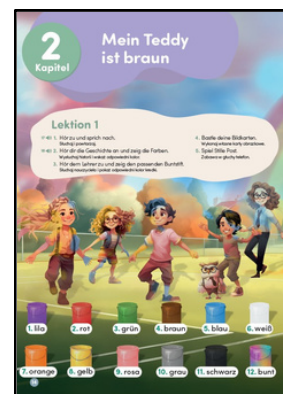 2
Kapitel
Mein Teddy
ist braun
Lektion 1
1. Hör zu und sprich nach.
Słuchaj i powtarzaj.
2. Hör dir die Geschichte an und zeig die Farben.
Wysłuchaj historii i wskaż odpowiedni kolor.
3. Hör dem Lehrer zu und zeig den passenden Buntstift.
Słuchaj nauczyciela i pokaż odpowiedni kolor kredki.
4. Bastle deine Bildkarten.
Wykonaj własne karty obrazkowe.
5. Spiel Stille Post.
Zabawa w głuchy telefon.
1. lila
2. rot
3. grün
4. braun
5. blau
6. weiß
7. orange
8. gelb
9. rosa
10. grau
11. schwarz
12. bunt